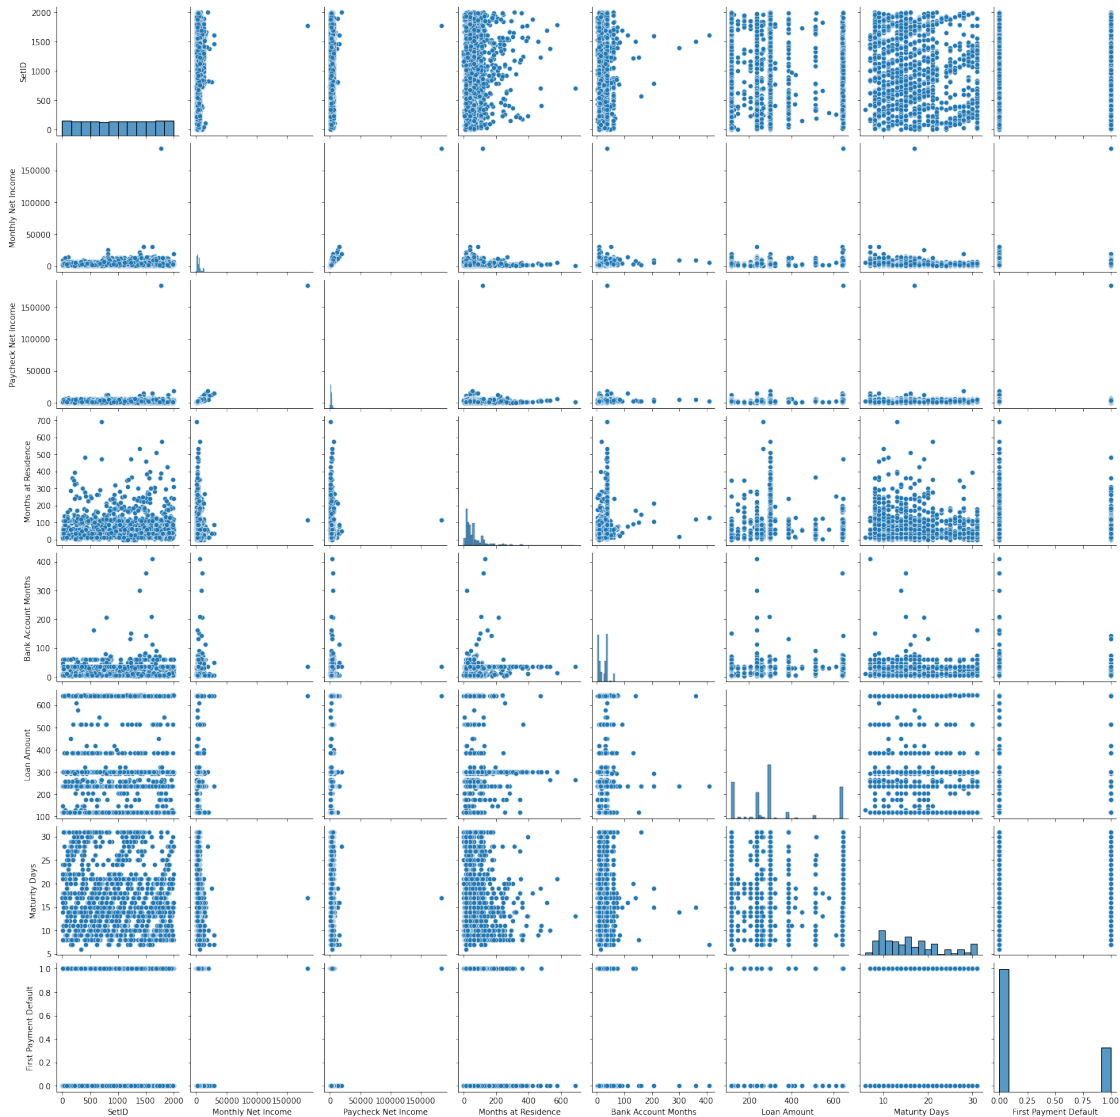 2000
1500
1000
500
0
SetID
150000
100000
50000
0
Monthly Net Income
150000
100000
50000
0
Paycheck Net Income
700
600
500
400
300
200
100
0
Months at Residence
400
300
200
100
0
Bank Account Months
600
500
400
300
200
100
Loan Amount
30
25
20
15
10
5
Maturity Days
1.0
0.8
0.6
0.4
0.2
0.0
First Payment Default
0 500 1000 1500 2000
SetID
0 50000 100000 150000
Monthly Net Income
0 50000 100000 150000
Paycheck Net Income
0 200 400 600
Months at Residence
0 100 200 300 400
Bank Account Months
200 400 600
Loan Amount
10 20 30
Maturity Days
0.00 0.25 0.50 0.75 1.00
First Payment Default